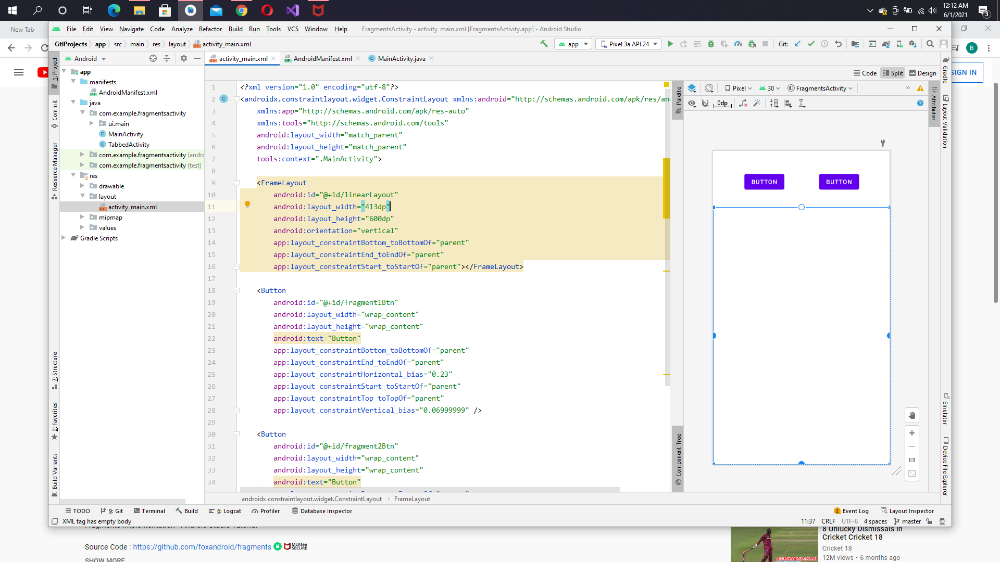 12:12 AM
6/1/2021
3
New Tab
File Edit View Navigate Code Analyze Refactor Build Run Tools VCS Window Help
FragmentsActivity - activity_main.xml [FragmentsActivity.app] - Android Studio
GtiProjects app src main res layout activity_main.xml
app
Pixel 3a API 24
Git:
B
SIGN IN
Android
activity_main.xml
AndroidManifest.xml
MainActivity.java
Code
Split
Design
1: Project
Commit
Resource Manager
7: Structure
2: Favorites
Build Variants
app
manifests
AndroidManifest.xml
java
com.example.fragmentsactivity
ui.main
MainActivity
TabbedActivity
com.example.fragmentsactivity (andro
com.example.fragmentsactivity (test)
res
drawable
layout
activity_main.xml
mipmap
values
Gradle Scripts
1 <?xml version="1.0" encoding="utf-8"?>
2 <androidx.constraintlayout.widget.ConstraintLayout xmlns:android="http://schemas.android.com/apk/res/an
3 xmlns:app="http://schemas.android.com/apk/res-auto"
4 xmlns:tools="http://schemas.android.com/tools"
5 android:layout_width="match_parent"
6 android:layout_height="match_parent"
7 tools:context=".MainActivity">
8
9 <FrameLayout
10 android:id="@+id/linearLayout"
11 android:layout_width="413dp"
12 android:layout_height="600dp"
13 android:orientation="vertical"
14 app:layout_constraintBottom_toBottomOf="parent"
15 app:layout_constraintEnd_toEndOf="parent"
16 app:layout_constraintStart_toStartOf="parent"></FrameLayout>
17
18 <Button
19 android:id="@+id/fragment1Btn"
20 android:layout_width="wrap_content"
21 android:layout_height="wrap_content"
22 android:text="Button"
23 app:layout_constraintBottom_toBottomOf="parent"
24 app:layout_constraintEnd_toEndOf="parent"
25 app:layout_constraintHorizontal_bias="0.23"
26 app:layout_constraintStart_toStartOf="parent"
27 app:layout_constraintTop_toTopOf="parent"
28 app:layout_constraintVertical_bias="0.06999999" />
29
30 <Button
31 android:id="@+id/fragment2Btn"
32 android:layout_width="wrap_content"
33 android:layout_height="wrap_content"
34 android:text="Button"
androidx.constraintlayout.widget.ConstraintLayout FrameLayout
Palette
Component Tree
Pixel
30
FragmentsActivity
0dp
BUTTON
BUTTON
1:1
Attributes
Gradle
Layout Validation
Emulator
Device File Explorer
TODO
9: Git
Terminal
Build
6: Logcat
Profiler
Database Inspector
2 Event Log
Layout Inspector
XML tag has empty body
11:37 CRLF UTF-8 4 spaces master
Fragments Implementation - Android Studio Tutorial
Source Code : https://github.com/foxandroid/fragments
McAfee
SECURE
SHOW MORE
UNLUCKY DISMISSALS
8 Unlucky Dismissals In
Cricket Cricket 18
Cricket 18
12M views • 6 months ago